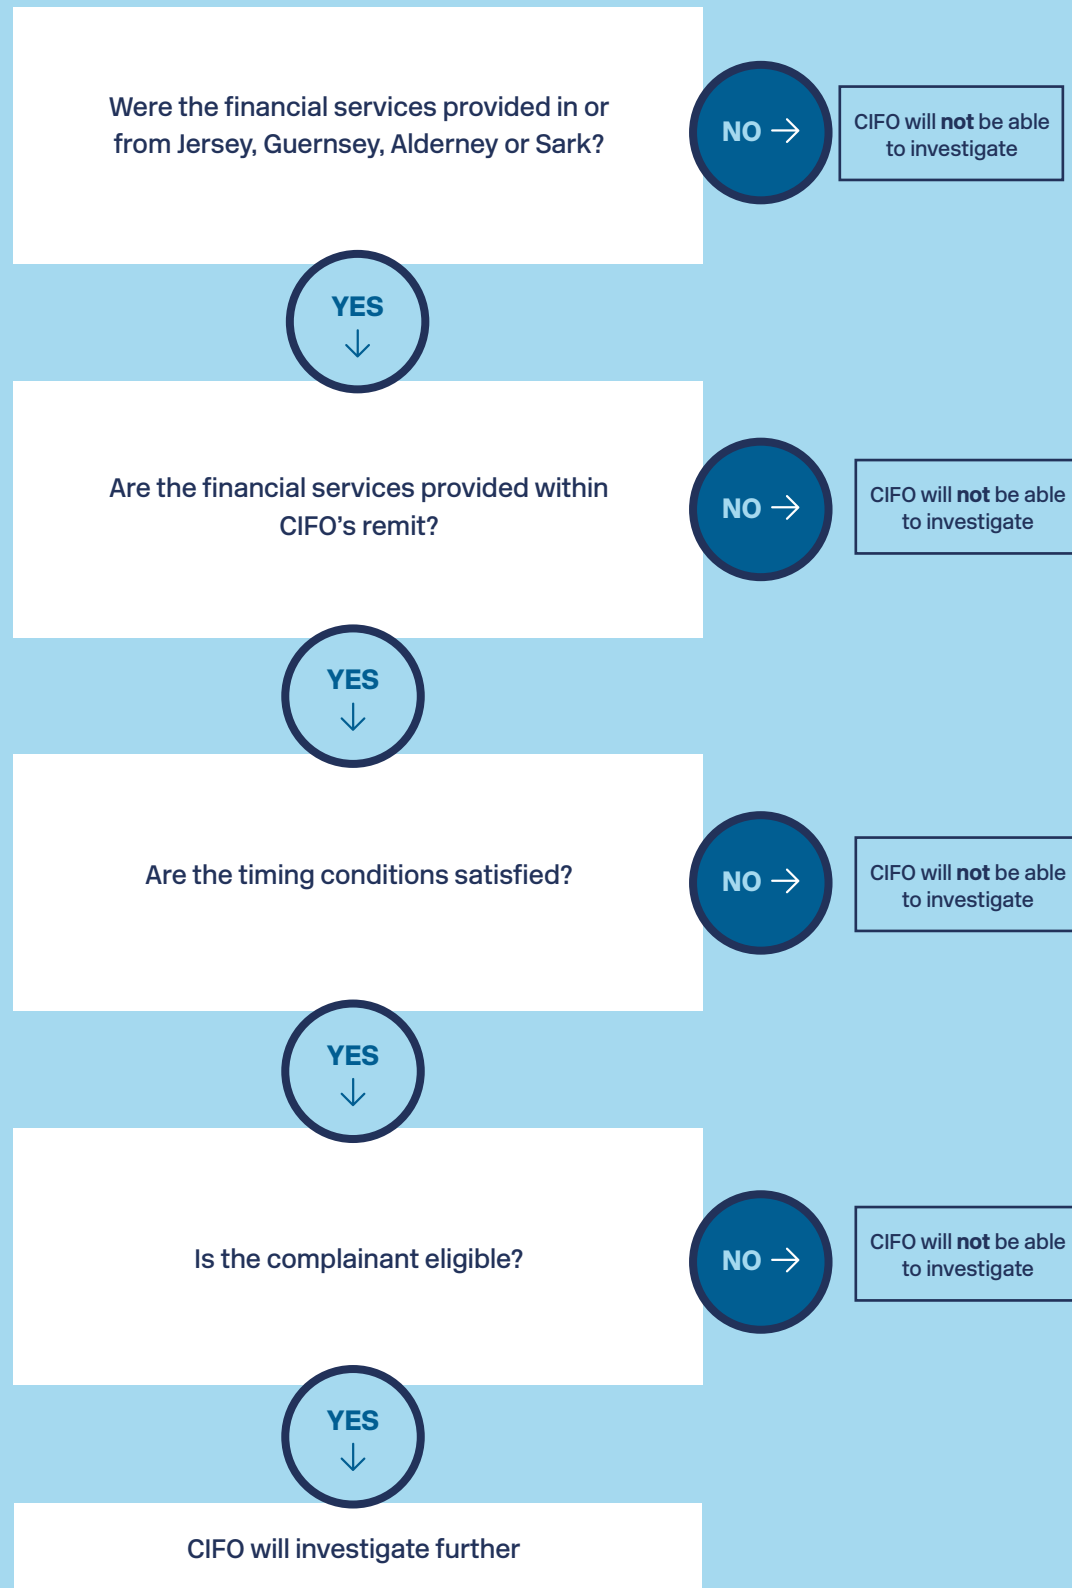 Were the financial services provided in or
from Jersey, Guernsey, Alderney or Sark?
NO →
CIFO will not be able
to investigate
YES
↓
Are the financial services provided within
CIFO’s remit?
NO →
CIFO will not be able
to investigate
YES
↓
Are the timing conditions satisfied?
NO →
CIFO will not be able
to investigate
YES
↓
Is the complainant eligible?
NO →
CIFO will not be able
to investigate
YES
↓
CIFO will investigate further